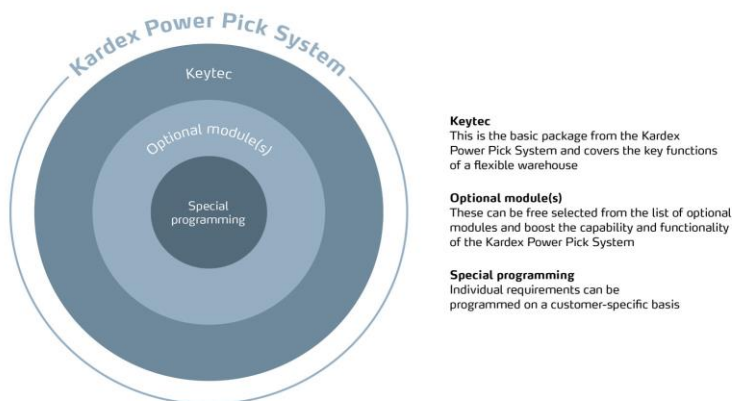 Kardex Power Pick System
Keytec
Optional module(s)
Special
programming
Keytec
This is the basic package from the Kardex
Power Pick System and covers the key functions
of a flexible warehouse
Optional module(s)
These can be free selected from the list of optional
modules and boost the capability and functionality
of the Kardex Power Pick System
Special programming
Individual requirements can be
programmed on a customer-specific basis